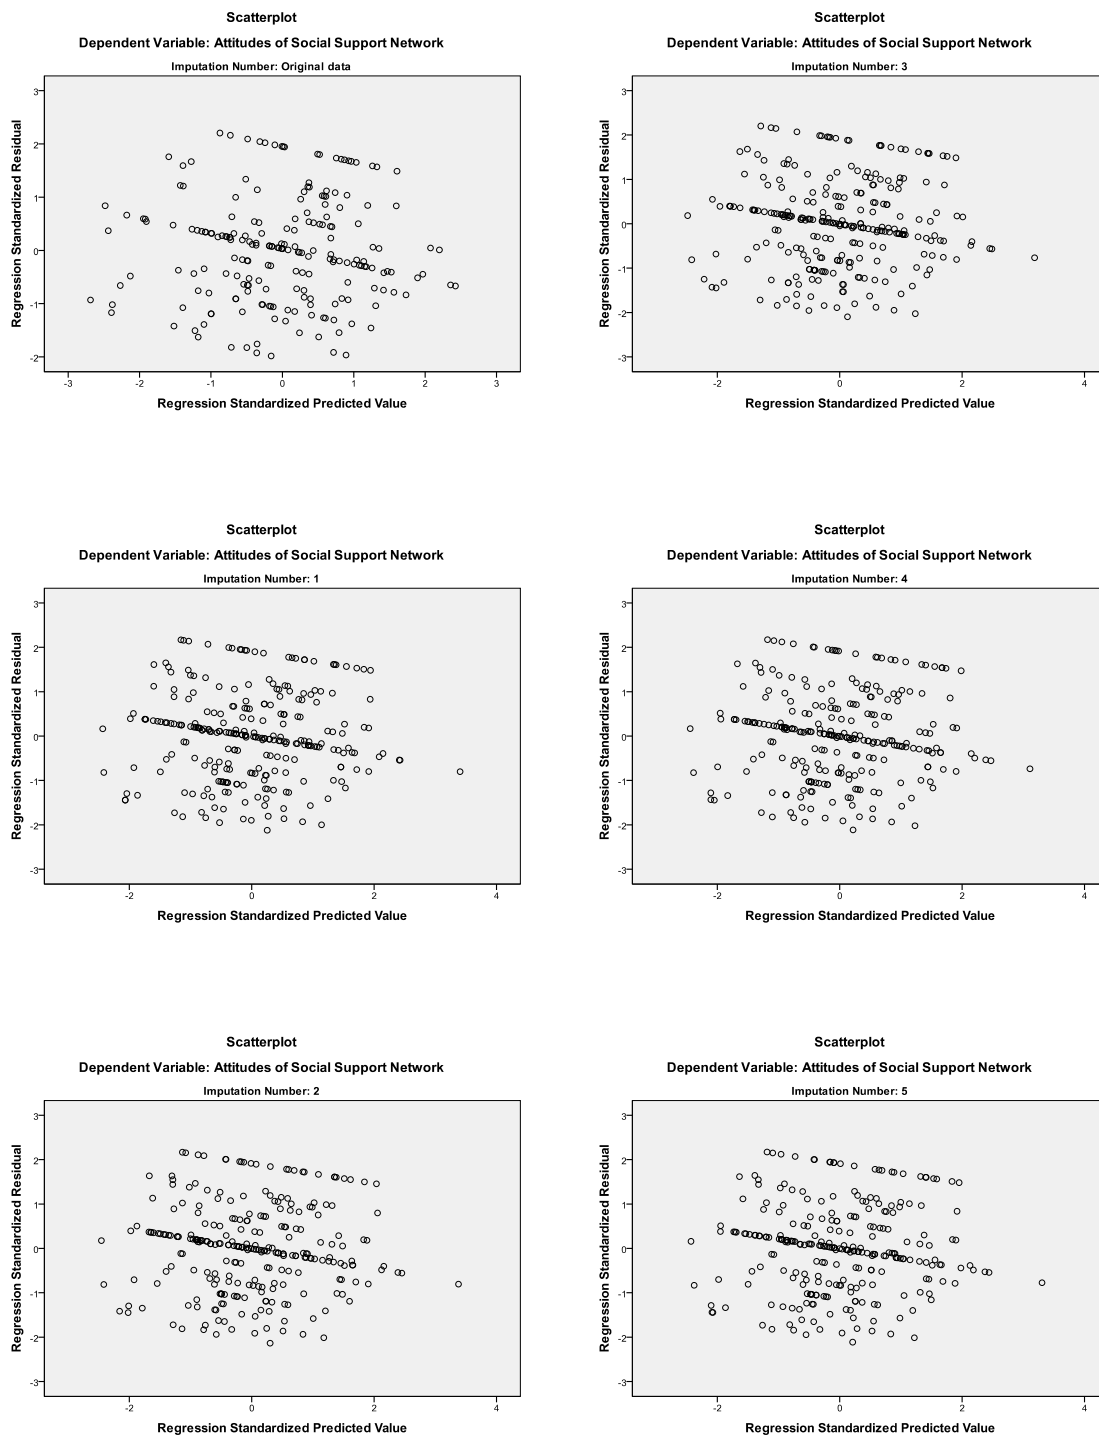 Scatterplot
Dependent Variable: Attitudes of Social Support Network
Imputation Number: Original data
Regression Standardized Residual
3
2
1
0
-1
-2
-3
-2
-1
0
1
2
3
Regression Standardized Predicted Value
Scatterplot
Dependent Variable: Attitudes of Social Support Network
Imputation Number: 3
Regression Standardized Residual
3
2
1
0
-1
-2
-3
-2
0
2
4
Regression Standardized Predicted Value
Scatterplot
Dependent Variable: Attitudes of Social Support Network
Imputation Number: 1
Regression Standardized Residual
3
2
1
0
-1
-2
-3
-2
0
2
4
Regression Standardized Predicted Value
Scatterplot
Dependent Variable: Attitudes of Social Support Network
Imputation Number: 4
Regression Standardized Residual
3
2
1
0
-1
-2
-3
-2
0
2
4
Regression Standardized Predicted Value
Scatterplot
Dependent Variable: Attitudes of Social Support Network
Imputation Number: 2
Regression Standardized Residual
3
2
1
0
-1
-2
-3
-2
0
2
4
Regression Standardized Predicted Value
Scatterplot
Dependent Variable: Attitudes of Social Support Network
Imputation Number: 5
Regression Standardized Residual
3
2
1
0
-1
-2
-3
-2
0
2
4
Regression Standardized Predicted Value